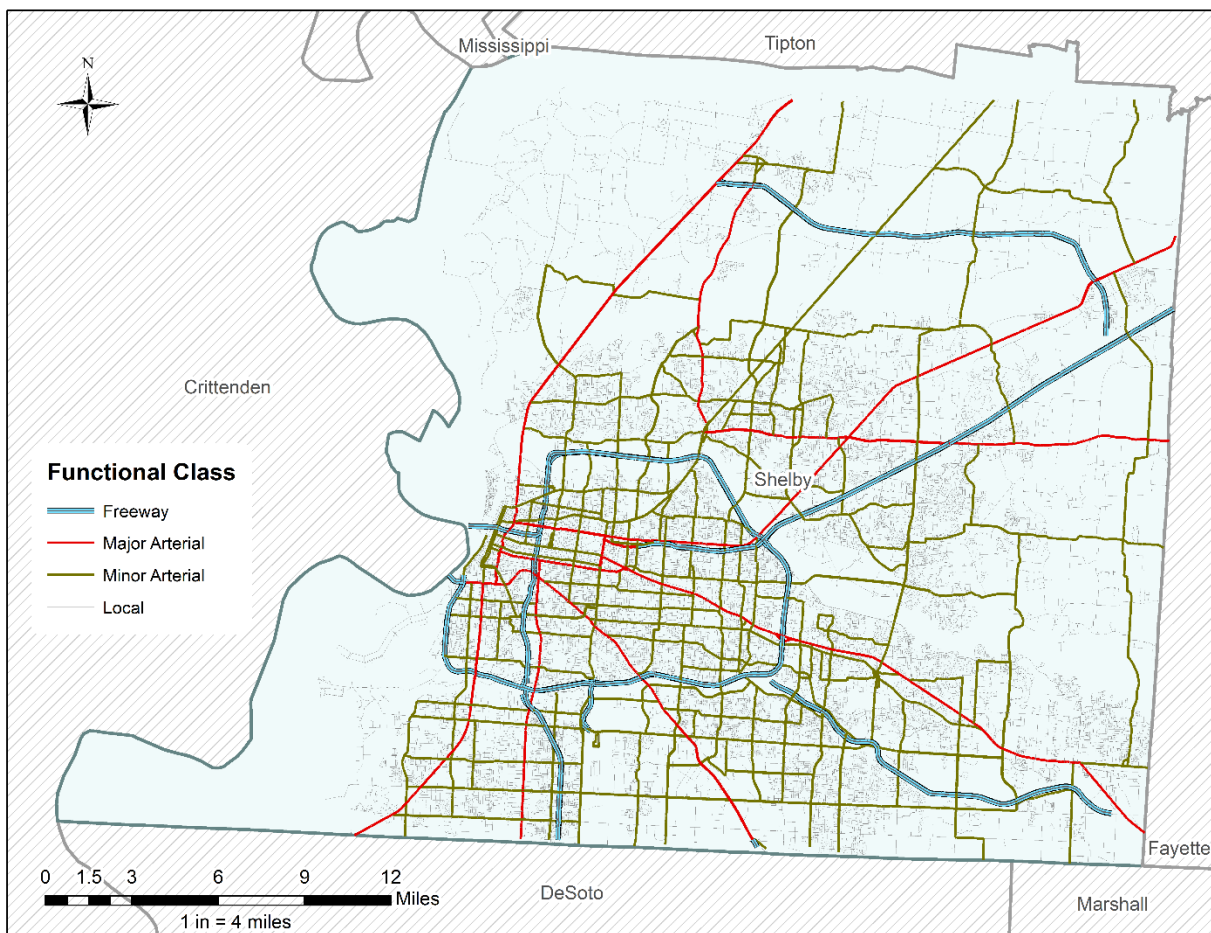 Mississippi
Tipton
N
Crittenden
Functional Class
Freeway
Major Arterial
Minor Arterial
Local
Shelby
Fayette
0 1.5 3 6 9 12
Miles
1 in = 4 miles
DeSoto
Marshall